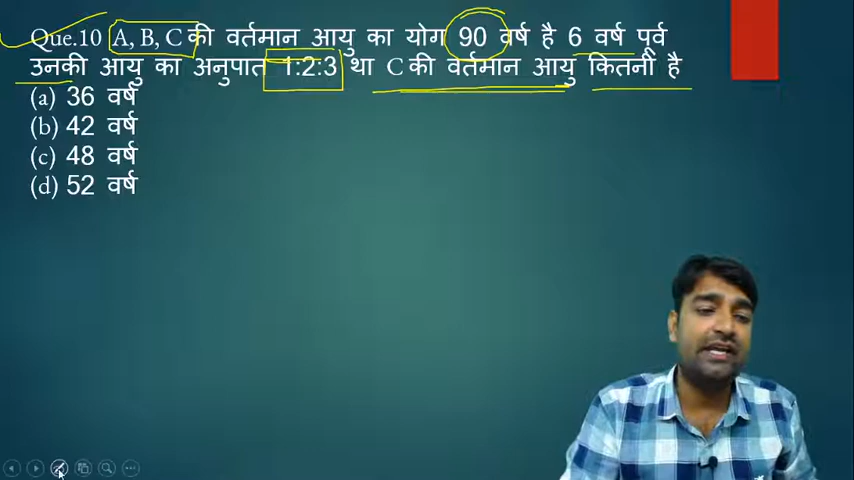 Que.10 A, B, C की वर्तमान आयु का योग 90 वर्ष है 6 वर्ष पूर्व
उनकी आयु का अनुपात 1:2:3 था C की वर्तमान आयु कितनी है
(a) 36 वर्ष
(b) 42 वर्ष
(c) 48 वर्ष
(d) 52 वर्ष